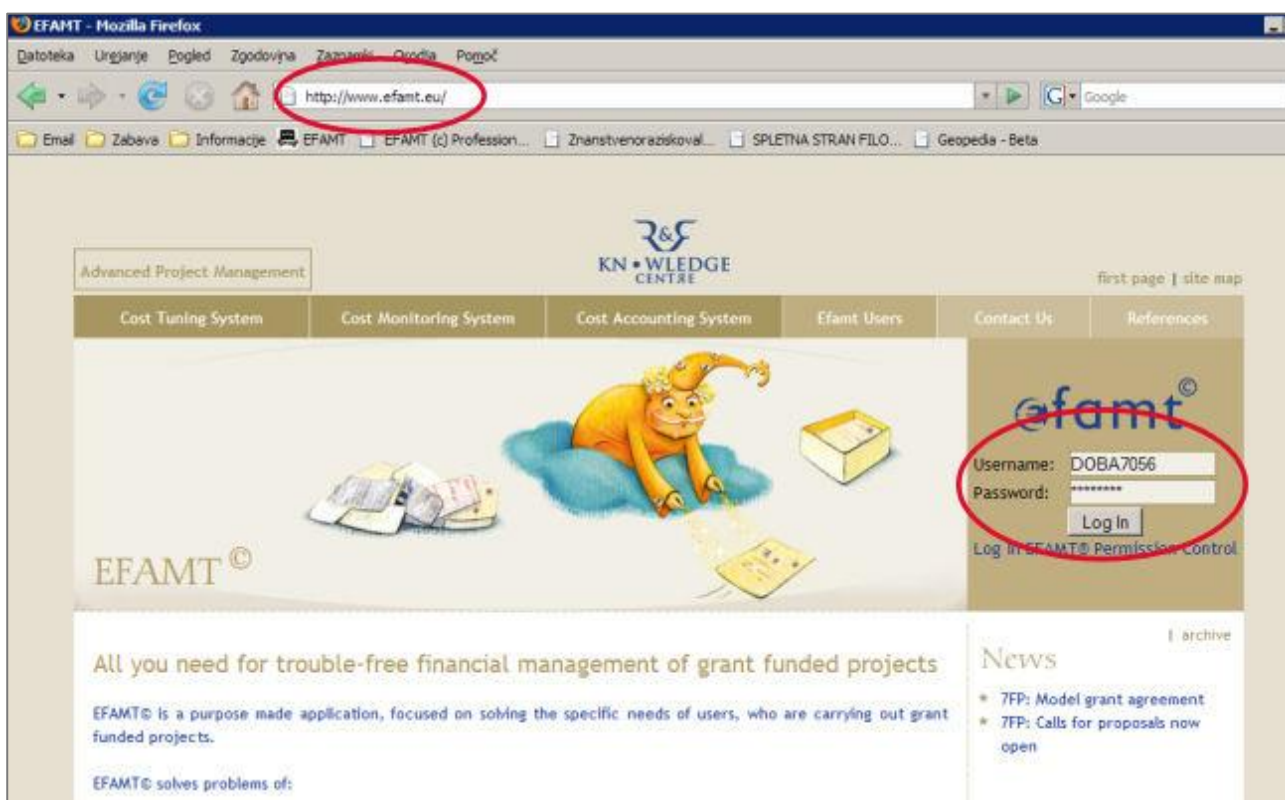 EFAMT - Mozilla Firefox
Datoteka Urejanje Pogled Zgodovina Zaznamki Orodja Pomoč
http://www.efamt.eu/ G Google
Email Zabava Informacije EFAMT EFAMT (c) Profession... Znanstvenoraziskoval... SPLETNA STRAN FILO... Geopedia - Beta
R&F
KN•WLEDGE
CENTRE
Advanced Project Management
first page | site map
Cost Tuning System Cost Monitoring System Cost Accounting System Efamt Users Contact Us References
efamt©
Username: DOBA7056
Password: ********
Log In
Log in EFAMT® Permission Control
EFAMT©
| archive
All you need for trouble-free financial management of grant funded projects
News
EFAMT© is a purpose made application, focused on solving the specific needs of users, who are carrying out grant
funded projects.
7FP: Model grant agreement
7FP: Calls for proposals now
open
EFAMT© solves problems of: